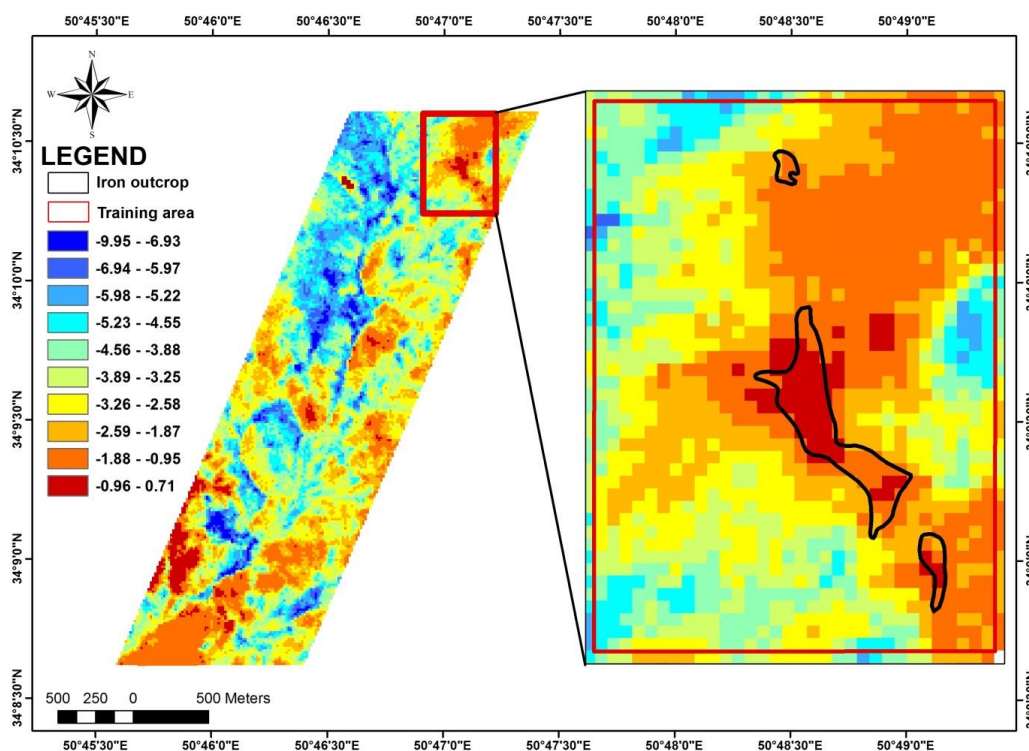 50°45'30"E 50°46'0"E 50°46'30"E 50°47'0"E 50°47'30"E 50°48'0"E 50°48'30"E 50°49'0"E
N
W E
S
34°10'30"N
34°10'0"N
34°9'30"N
34°9'0"N
34°8'30"N
LEGEND
Iron outcrop
Training area
-9.95 - -6.93
-6.94 - -5.97
-5.98 - -5.22
-5.23 - -4.55
-4.56 - -3.88
-3.89 - -3.25
-3.26 - -2.58
-2.59 - -1.87
-1.88 - -0.95
-0.96 - 0.71
500 250 0 500 Meters
50°45'30"E 50°46'0"E 50°46'30"E 50°47'0"E 50°47'30"E 50°48'0"E 50°48'30"E 50°49'0"E